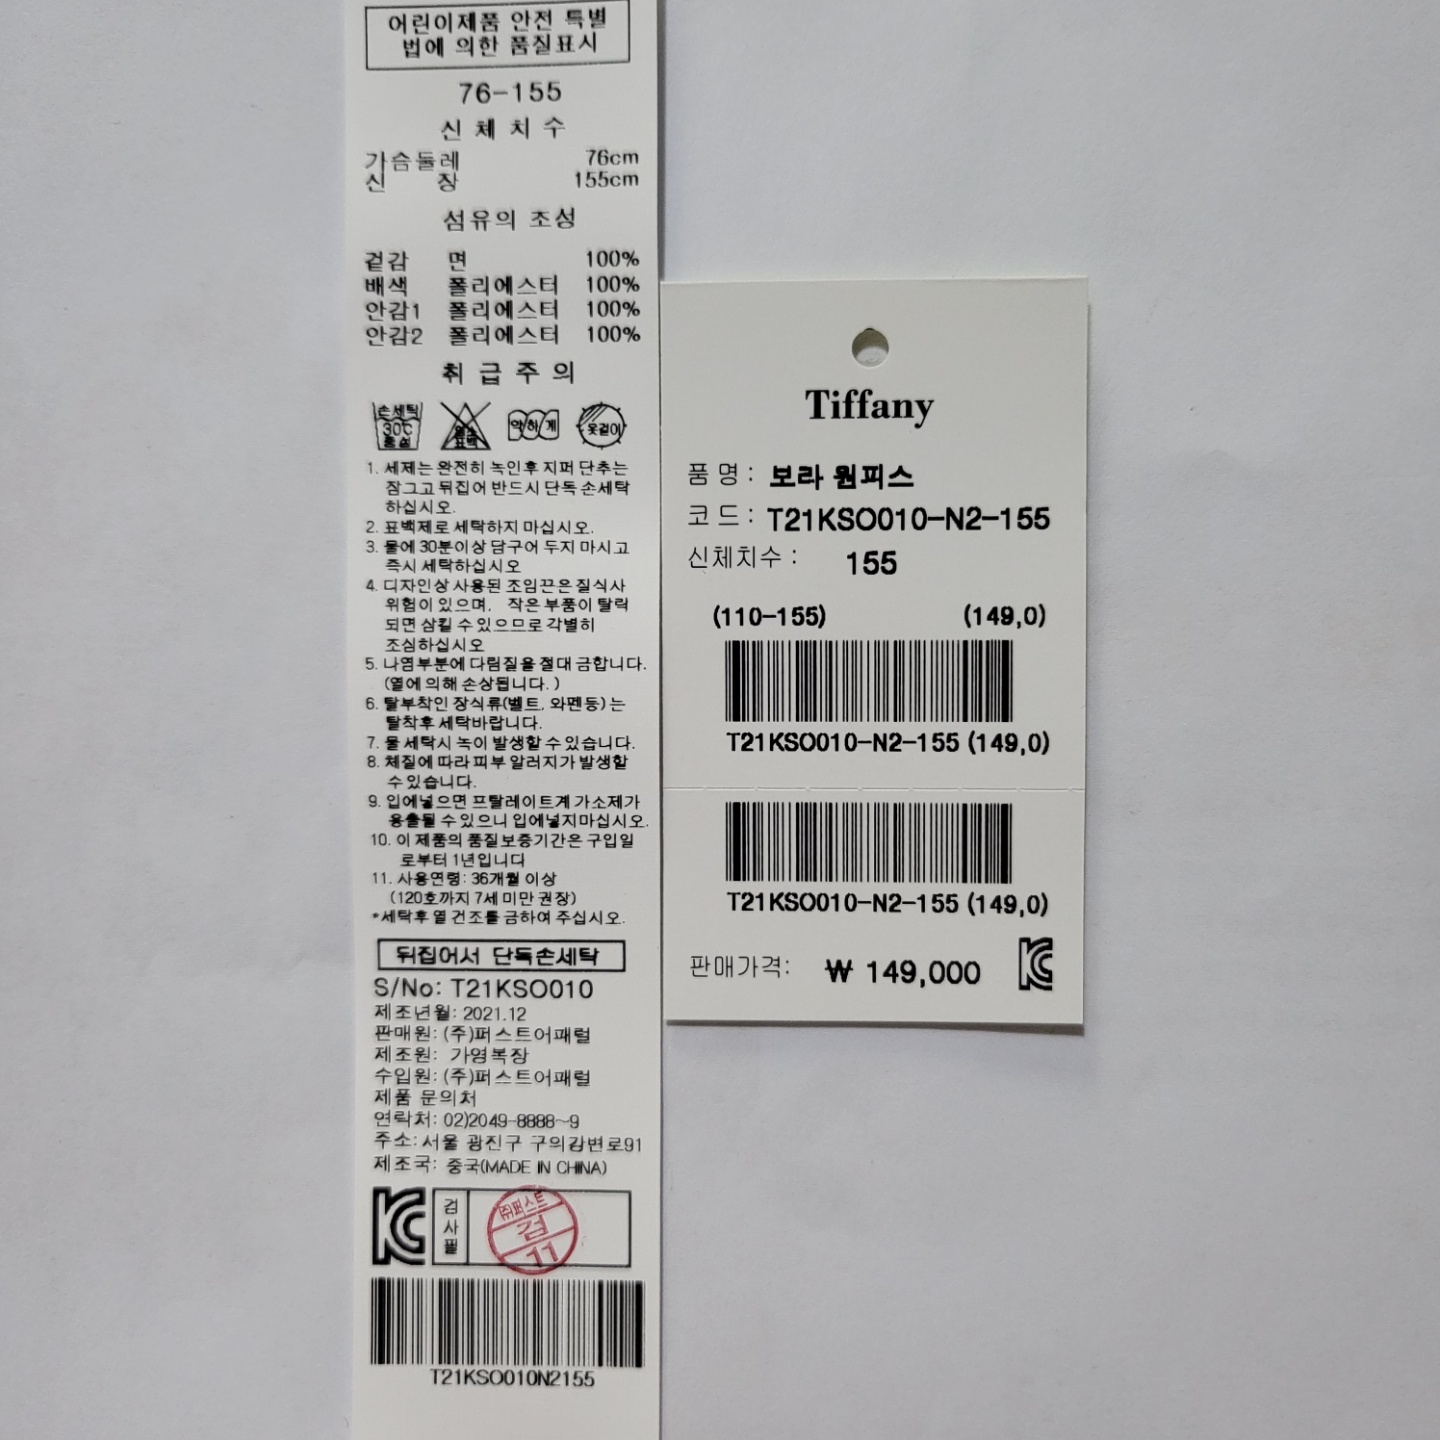 어린이제품 안전 특별
법에 의한 품질표시
76-155
신 체 치 수
가슴둘레 76cm
신 장 155cm
섬유의 조성
겉감 면 100%
배색 폴리에스터 100%
안감1 폴리에스터 100%
안감2 폴리에스터 100%
취 급 주 의
손세탁
30℃
중성
염소
표백
약하게
옷걸이
1. 세제는 완전히 녹인후 지퍼 단추는
잠그고 뒤집어 반드시 단독 손세탁
하십시오.
2. 표백제로 세탁하지 마십시오.
3. 물에 30분이상 담구어 두지 마시고
즉시 세탁하십시오
4. 디자인상 사용된 조임끈은 질식사
위험이 있으며, 작은 부품이 탈락
되면 삼킬 수 있으므로 각별히
조심하십시오
5. 나염부분에 다림질을 절대 금합니다.
(열에 의해 손상됩니다.)
6. 탈부착인 장식류(벨트, 와펜등) 는
탈착후 세탁바랍니다.
7. 물 세탁시 녹이 발생할 수 있습니다.
8. 체질에 따라 피부 알러지가 발생할
수 있습니다.
9. 입에넣으면 프탈레이트계 가소제가
용출될 수 있으니 입에넣지마십시오.
10. 이 제품의 품질보증기간은 구입일
로부터 1년입니다
11. 사용연령: 36개월 이상
(120호까지 7세 미만 권장)
*세탁후 열 건조를 금하여 주십시오.
뒤집어서 단독손세탁
S/No: T21KSO010
제조년월: 2021.12
판매원: (주)퍼스트어패럴
제조원: 가영복장
수입원: (주)퍼스트어패럴
제품 문의처
연락처: 02)2049-8888~9
주소: 서울 광진구 구의강변로91
제조국: 중국(MADE IN CHINA)
KC 검사필 ㈜퍼스트 검 11
T21KSO010N2155
Tiffany
품 명 : 보라 원피스
코 드 : T21KSO010-N2-155
신체치수 : 155
(110-155) (149,0)
T21KSO010-N2-155 (149,0)
T21KSO010-N2-155 (149,0)
판매가격: ₩ 149,000 KC